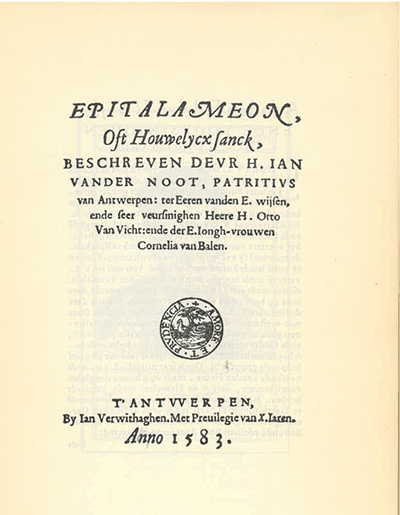 EPITALAMEON,
Oft Houwelycx sanck,
BESCHREVEN DEVR H. IAN
VANDER NOOT, PATRITIVS
van Antwerpen: ter Eeren vanden E. wijsen,
ende seer veursinighen Heere H. Otto
Van Vicht: ende der E. Iongh-vrouwen
Cornelia van Balen.
PRVDENCIA ET AMORE
T'ANTVVERPEN,
By Ian Verwithaghen. Met Preuilegie van X. Iaren.
Anno 1583.